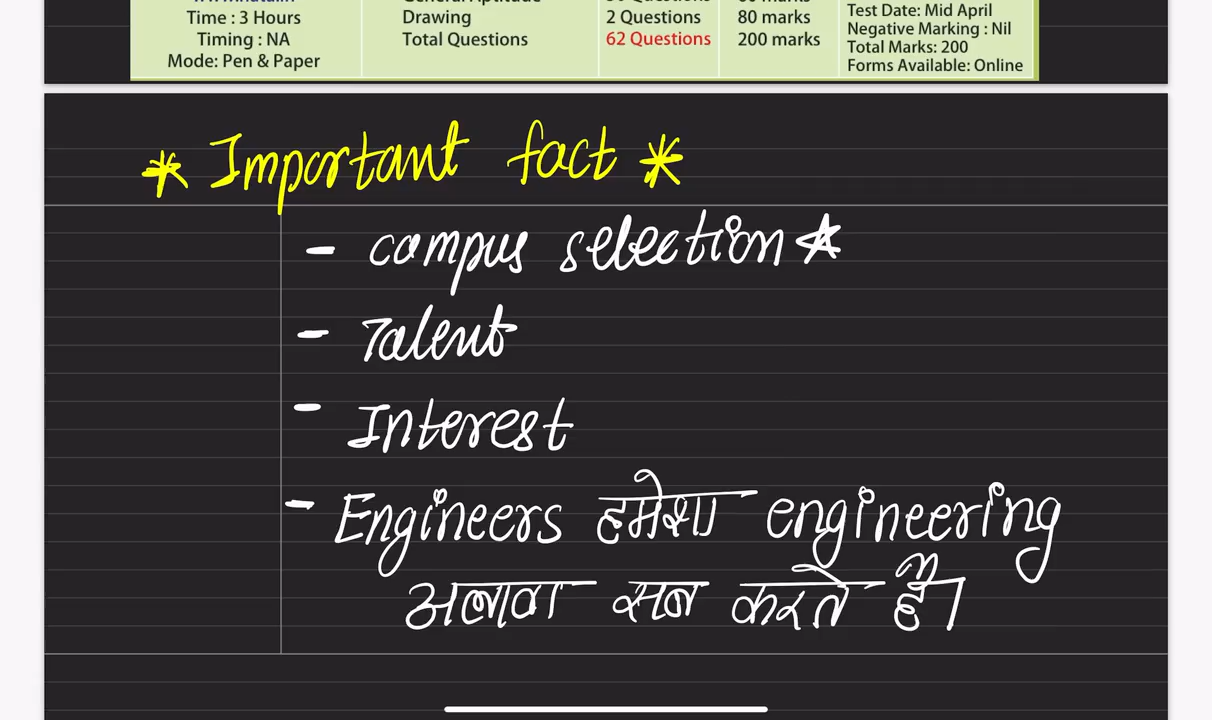 General Aptitude
Time : 3 Hours
Drawing
2 Questions
80 marks
Test Date: Mid April
Timing : NA
Total Questions
62 Questions
200 marks
Negative Marking : Nil
Mode: Pen & Paper
Total Marks: 200
Forms Available: Online
* Important fact *
- campus selection ☆
- Talent
- Interest
- Engineers हमेशा engineering
अलावा सब करते हैं।